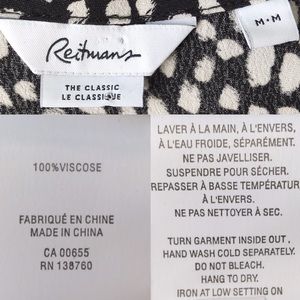 Reitmans
THE CLASSIC
LE CLASSIQUE
M • M
100%VISCOSE
FABRIQUÉ EN CHINE
MADE IN CHINA
CA 00655
RN 138760
LAVER À LA MAIN, À L'ENVERS,
À L'EAU FROIDE, SÉPARÉMENT.
NE PAS JAVELLISER.
SUSPENDRE POUR SÉCHER.
REPASSER À BASSE TEMPÉRATUR
À L'ENVERS.
NE PAS NETTOYER À SEC.
TURN GARMENT INSIDE OUT ,
HAND WASH COLD SEPARATELY.
DO NOT BLEACH.
HANG TO DRY.
IRON AT LOW SETTING ON